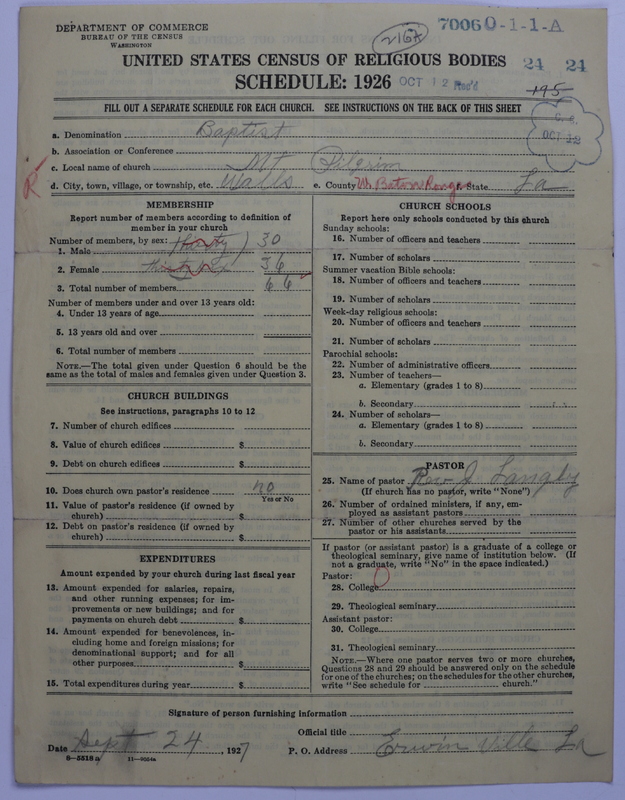 DEPARTMENT OF COMMERCE
BUREAU OF THE CENSUS
WASHINGTON
216A
70060-1-1-A
UNITED STATES CENSUS OF RELIGIOUS BODIES
24 24
SCHEDULE: 1926
OCT 12 Rec'd
195
FILL OUT A SEPARATE SCHEDULE FOR EACH CHURCH. SEE INSTRUCTIONS ON THE BACK OF THIS SHEET
OCT 12
a. Denomination Baptist
b. Association or Conference
c. Local name of church Mt Pilgrim
R
d. City, town, village, or township, etc. Walls e. County W. Baton Rouge f. State La
MEMBERSHIP
Report number of members according to definition of member in your church
Number of members, by sex:
1. Male thirty) 30
2. Female thirty six 36
3. Total number of members 66
Number of members under and over 13 years old:
4. Under 13 years of age
5. 13 years old and over
6. Total number of members
NOTE.—The total given under Question 6 should be
same as the total of males and females given under Question 3.
CHURCH BUILDINGS
See instructions, paragraphs 10 to 12
7. Number of church edifices
8. Value of church edifices $
9. Debt on church edifices $
10. Does church own pastor's residence no
Yes or No
11. Value of pastor's residence (if owned by
church) $
12. Debt on pastor's residence (if owned by
church) $
EXPENDITURES
Amount expended by your church during last fiscal year
13. Amount expended for salaries, repairs,
and other running expenses; for im-
provements or new buildings; and for
payments on church debt $
14. Amount expended for benevolences, in-
cluding home and foreign missions; for
denominational support; and for all
other purposes $
15. Total expenditures during year $
CHURCH SCHOOLS
Report here only schools conducted by this church
Sunday schools:
16. Number of officers and teachers
17. Number of scholars
Summer vacation Bible schools:
18. Number of officers and teachers
19. Number of scholars
Week-day religious schools:
20. Number of officers and teachers
21. Number of scholars
Parochial schools:
22. Number of administrative officers
23. Number of teachers—
a. Elementary (grades 1 to 8)
b. Secondary
24. Number of scholars—
a. Elementary (grades 1 to 8)
b. Secondary
PASTOR
25. Name of pastor Rev J Langby
(If church has no pastor, write "None")
26. Number of ordained ministers, if any, em-
ployed as assistant pastors
27. Number of other churches served by the
pastor or his assistants
If pastor (or assistant pastor) is a graduate of a college or
theological seminary, give name of institution below. (If
not a graduate, write "No" in the space indicated.)
Pastor:
28. College 0
29. Theological seminary
Assistant pastor:
30. College
31. Theological seminary
NOTE.—Where one pastor serves two or more churches,
Questions 28 and 29 should be answered only on the schedule
for one of the churches; on the schedules for the other churches,
write "See schedule for church."
Signature of person furnishing information
Official title
Date Sept 24, 1927 P. O. Address Erwin Ville La
8-5518 a 11-9054a